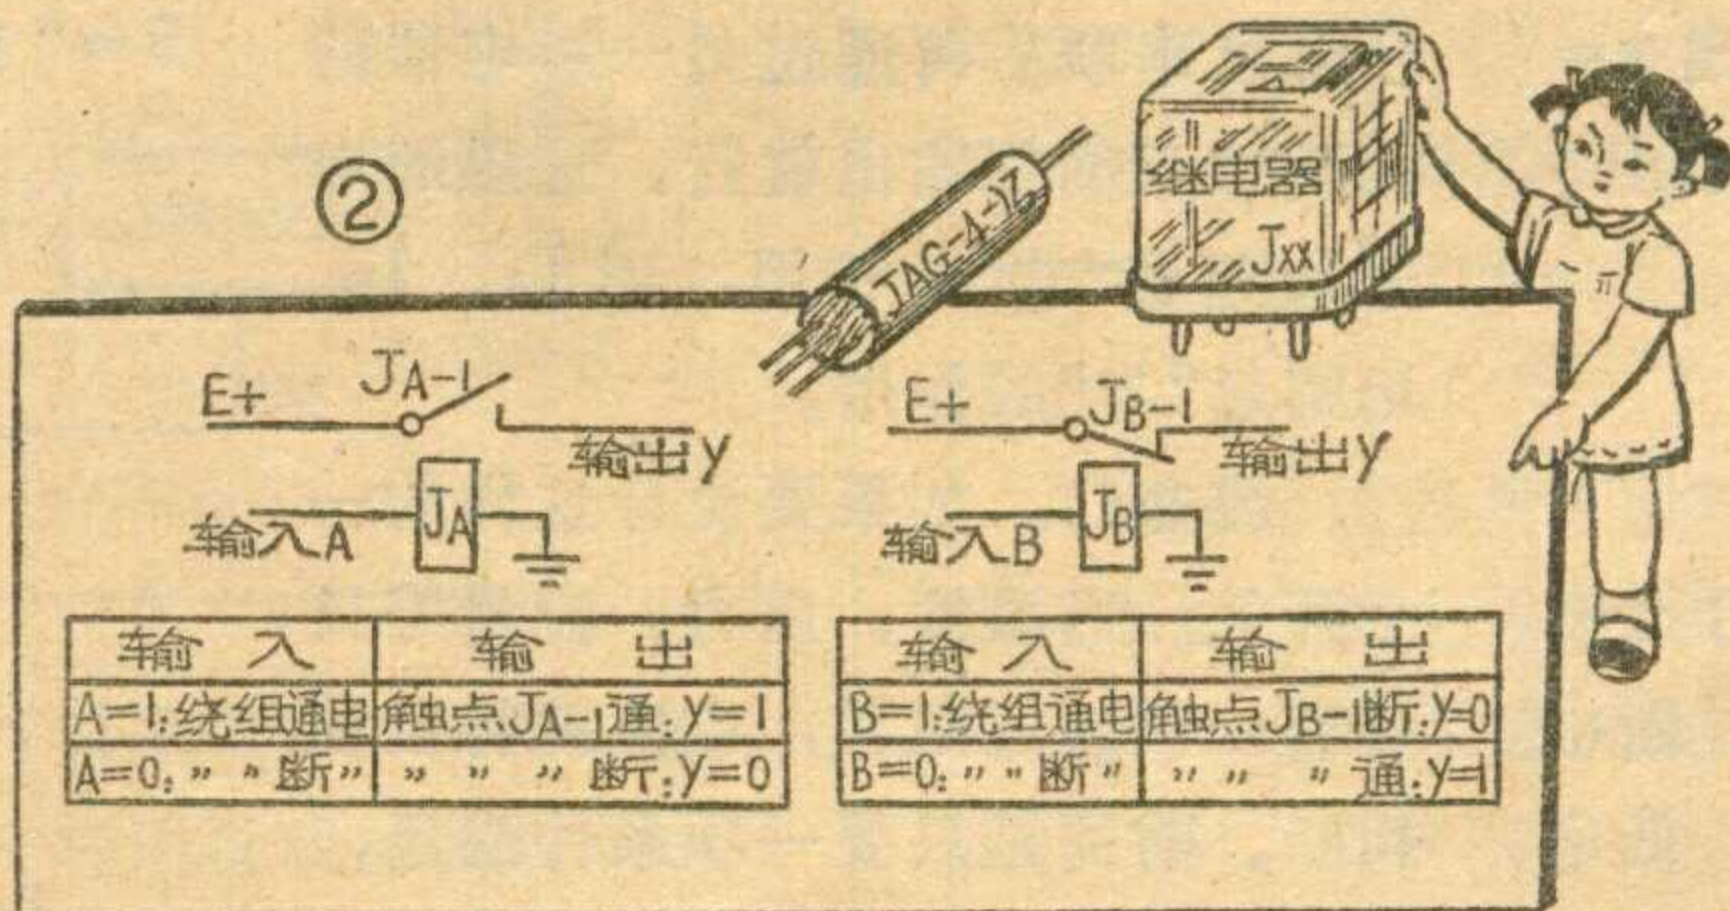 ②
JAG-4-1Z
继电器
Jxx
E+ JA-1
输出y
JA
输入A
E+ JB-1
输出y
JB
输入B
输入 输出
A=1:绕组通电 触点JA-1通:y=1
A=0:〃〃断〃 〃〃〃断:y=0
输入 输出
B=1:绕组通电 触点JB-1断:y=0
B=0:〃〃断〃 〃〃〃通:y=1